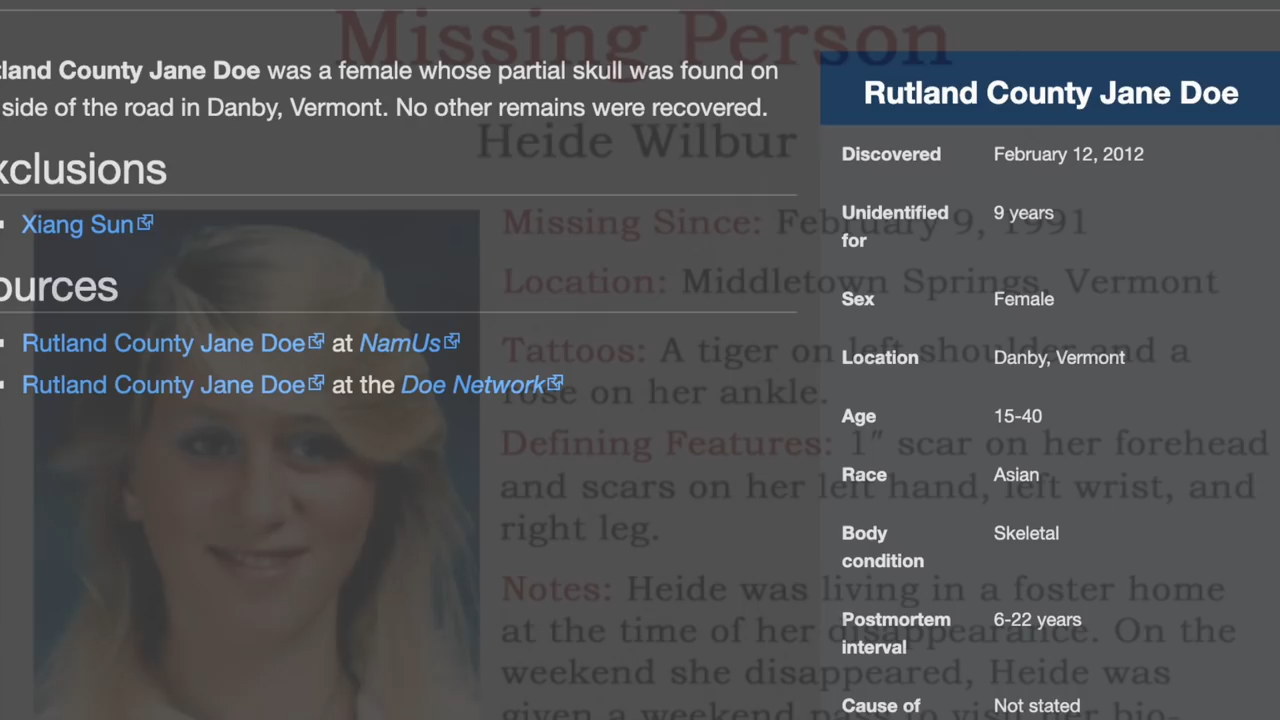 Missing Person
tland County Jane Doe was a female whose partial skull was found on
side of the road in Danby, Vermont. No other remains were recovered.
Heide Wilbur
xclusions
Xiang Sun
ources
Rutland County Jane Doe at NamUs
Rutland County Jane Doe at the Doe Network
Missing Since: February 9, 1991
Location: Middletown Springs, Vermont
Tattoos: A tiger on left shoulder and a
rose on her ankle.
Defining Features: 1" scar on her forehead
and scars on her left hand, left wrist, and
right leg.
Notes: Heide was living in a foster home
at the time of her disappearance. On the
weekend she disappeared, Heide was
given a weekend pass to visit her bio-
Rutland County Jane Doe
Discovered February 12, 2012
Unidentified for 9 years
Sex Female
Location Danby, Vermont
Age 15-40
Race Asian
Body condition Skeletal
Postmortem interval 6-22 years
Cause of Not stated